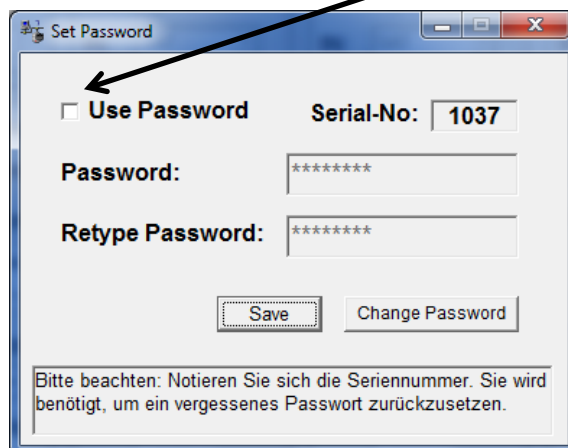 Set Password
Use Password Serial-No: 1037
Password: ********
Retype Password: ********
Save Change Password
Bitte beachten: Notieren Sie sich die Seriennummer. Sie wird
benötigt, um ein vergessenes Passwort zurückzusetzen.